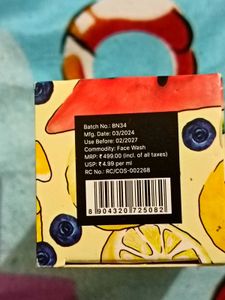 Batch No.: BN34
Mfg. Date: 03/2024
Use Before: 02/2027
Commodity: Face Wash
MRP: ₹499.00 (incl. of all taxes)
USP: ₹4.99 per ml
RC No.: RC/COS-002268
8 904320 725082